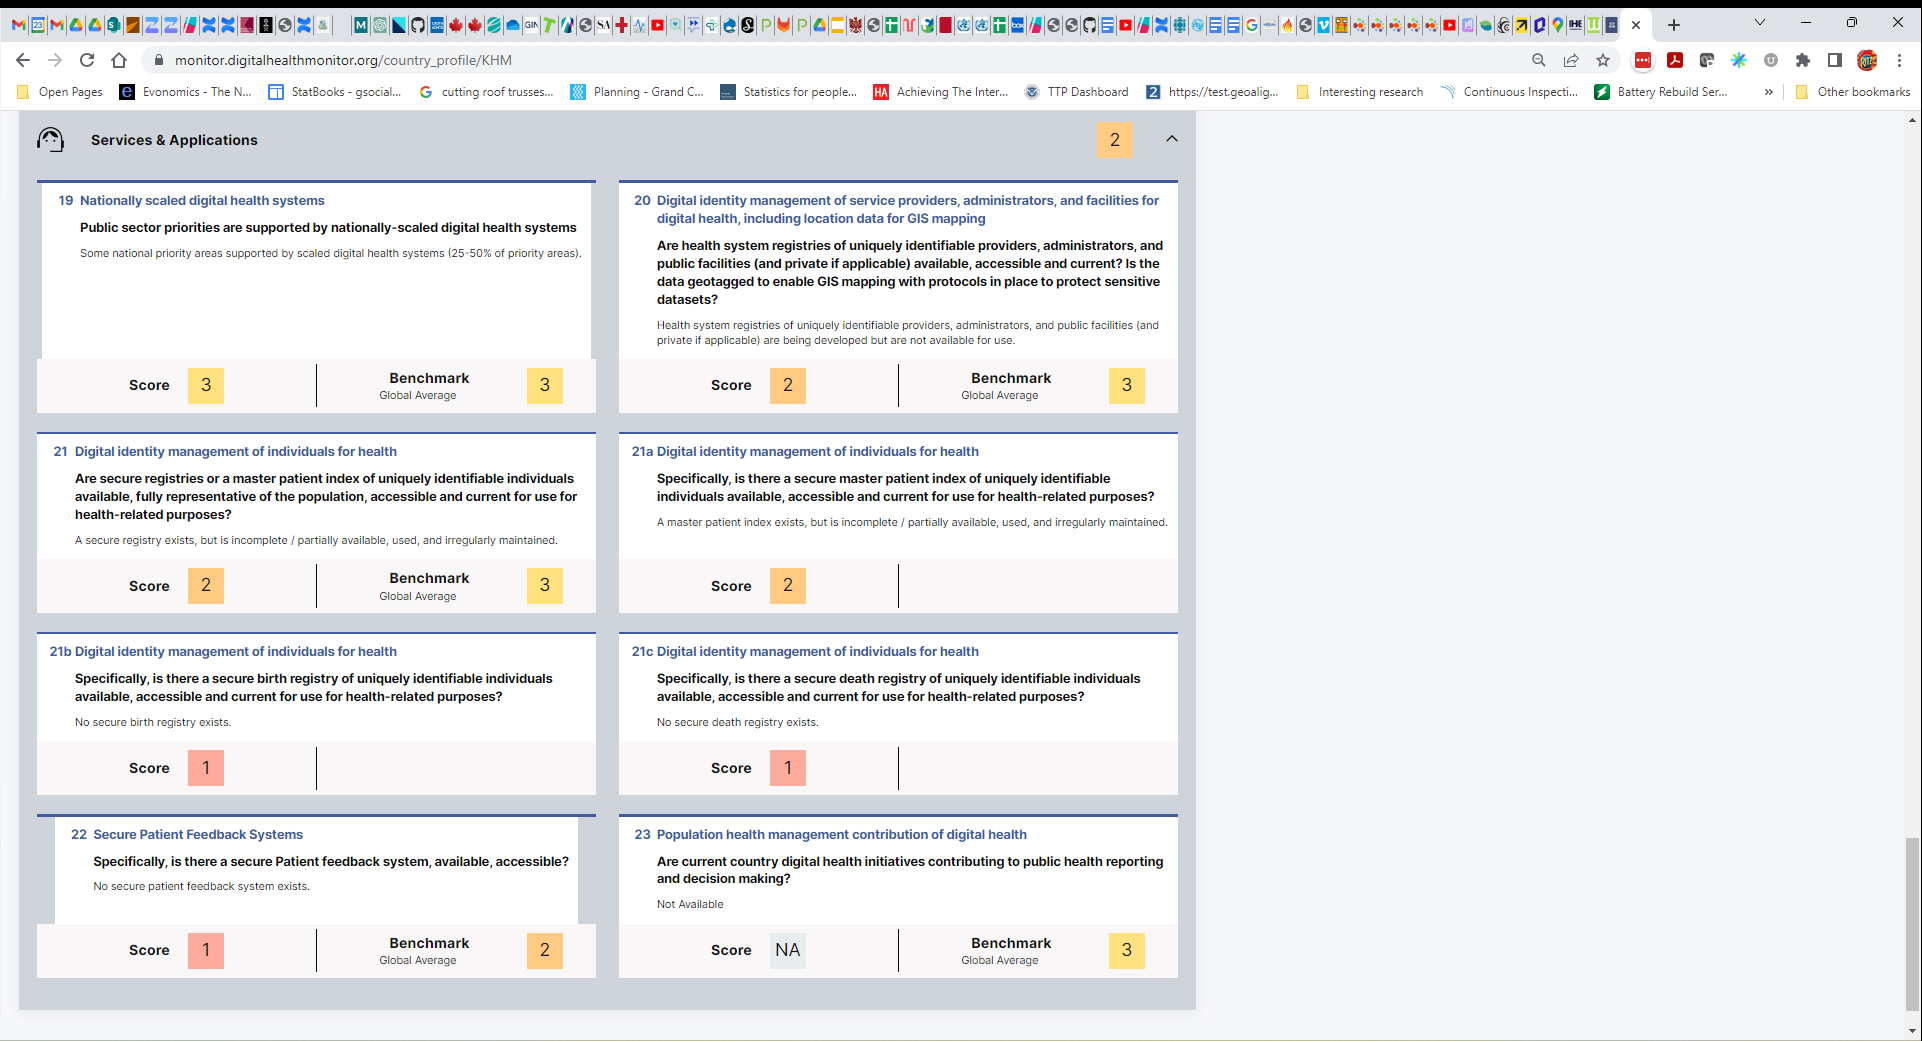 monitor.digitalhealthmonitor.org/country_profile/KHM
Open Pages
Evonomics - The N...
StatBooks - gsocial...
cutting roof trusses...
Planning - Grand C...
Statistics for people...
HA Achieving The Inter...
TTP Dashboard
https://test.geoalig...
Interesting research
Continuous Inspecti...
Battery Rebuild Ser...
»
Other bookmarks
Services & Applications
2
19 Nationally scaled digital health systems
Public sector priorities are supported by nationally-scaled digital health systems
Some national priority areas supported by scaled digital health systems (25-50% of priority areas).
Score 3
Benchmark
Global Average
3
20 Digital identity management of service providers, administrators, and facilities for
digital health, including location data for GIS mapping
Are health system registries of uniquely identifiable providers, administrators, and
public facilities (and private if applicable) available, accessible and current? Is the
data geotagged to enable GIS mapping with protocols in place to protect sensitive
datasets?
Health system registries of uniquely identifiable providers, administrators, and public facilities (and
private if applicable) are being developed but are not available for use.
Score 2
Benchmark
Global Average
3
21 Digital identity management of individuals for health
Are secure registries or a master patient index of uniquely identifiable individuals
available, fully representative of the population, accessible and current for use for
health-related purposes?
A secure registry exists, but is incomplete / partially available, used, and irregularly maintained.
Score 2
Benchmark
Global Average
3
21a Digital identity management of individuals for health
Specifically, is there a secure master patient index of uniquely identifiable
individuals available, accessible and current for use for health-related purposes?
A master patient index exists, but is incomplete / partially available, used, and irregularly maintained.
Score 2
21b Digital identity management of individuals for health
Specifically, is there a secure birth registry of uniquely identifiable individuals
available, accessible and current for use for health-related purposes?
No secure birth registry exists.
Score 1
21c Digital identity management of individuals for health
Specifically, is there a secure death registry of uniquely identifiable individuals
available, accessible and current for use for health-related purposes?
No secure death registry exists.
Score 1
22 Secure Patient Feedback Systems
Specifically, is there a secure Patient feedback system, available, accessible?
No secure patient feedback system exists.
Score 1
Benchmark
Global Average
2
23 Population health management contribution of digital health
Are current country digital health initiatives contributing to public health reporting
and decision making?
Not Available
Score NA
Benchmark
Global Average
3